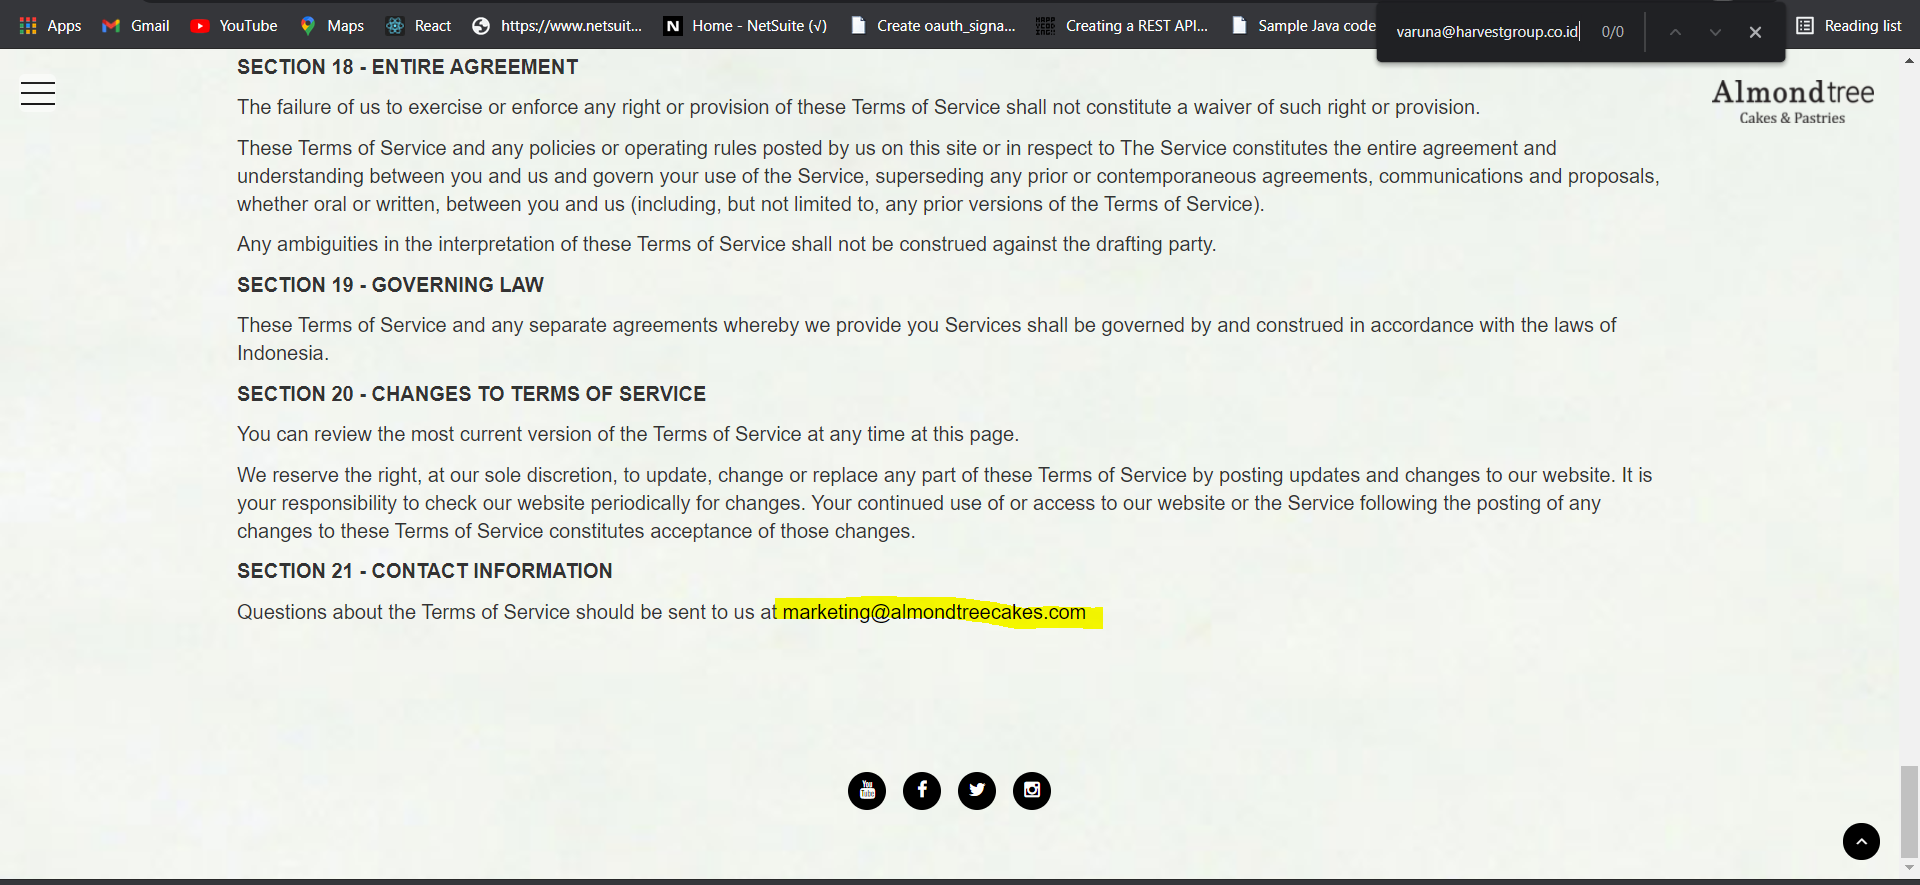 Apps Gmail YouTube Maps React https://www.netsuit... Home - NetSuite (√) Create oauth_signa... Creating a REST API... Sample Java code varuna@harvestgroup.co.id 0/0 Reading list
SECTION 18 - ENTIRE AGREEMENT
Almondtree
Cakes & Pastries
The failure of us to exercise or enforce any right or provision of these Terms of Service shall not constitute a waiver of such right or provision.
These Terms of Service and any policies or operating rules posted by us on this site or in respect to The Service constitutes the entire agreement and
understanding between you and us and govern your use of the Service, superseding any prior or contemporaneous agreements, communications and proposals,
whether oral or written, between you and us (including, but not limited to, any prior versions of the Terms of Service).
Any ambiguities in the interpretation of these Terms of Service shall not be construed against the drafting party.
SECTION 19 - GOVERNING LAW
These Terms of Service and any separate agreements whereby we provide you Services shall be governed by and construed in accordance with the laws of
Indonesia.
SECTION 20 - CHANGES TO TERMS OF SERVICE
You can review the most current version of the Terms of Service at any time at this page.
We reserve the right, at our sole discretion, to update, change or replace any part of these Terms of Service by posting updates and changes to our website. It is
your responsibility to check our website periodically for changes. Your continued use of or access to our website or the Service following the posting of any
changes to these Terms of Service constitutes acceptance of those changes.
SECTION 21 - CONTACT INFORMATION
Questions about the Terms of Service should be sent to us at marketing@almondtreecakes.com
You
Tube